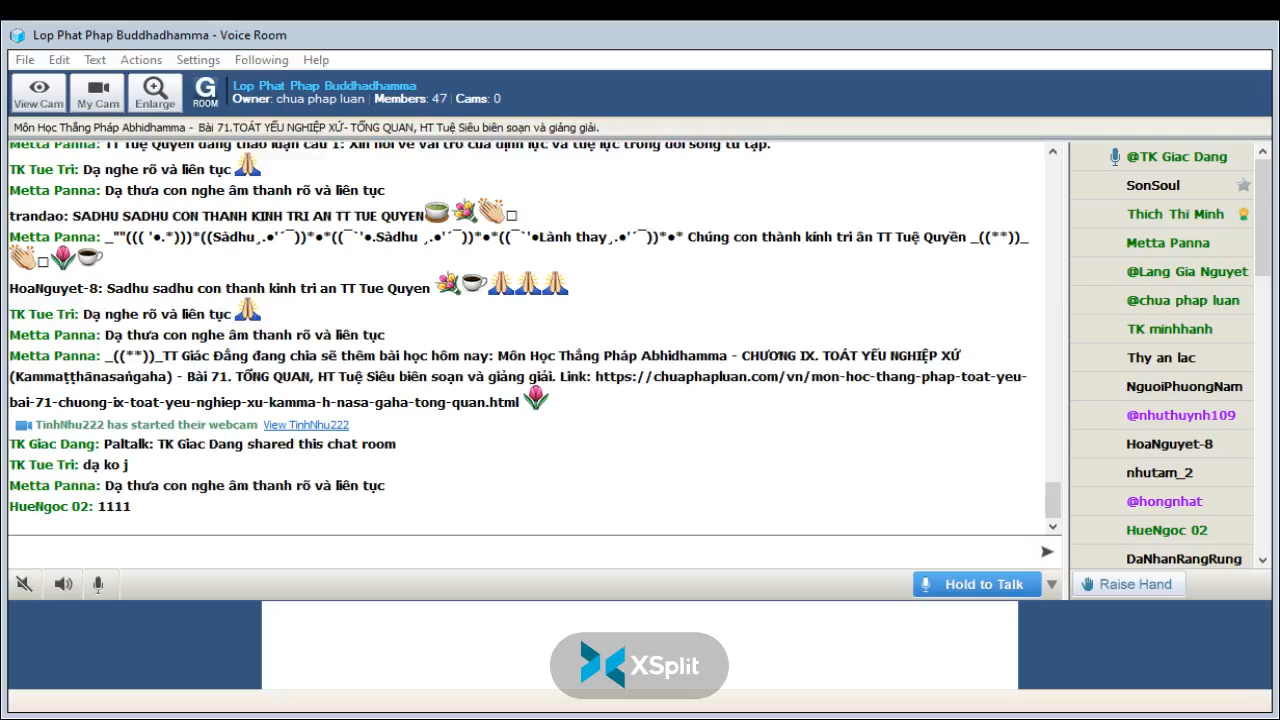 Lop Phat Phap Buddhadhamma - Voice Room
File Edit Text Actions Settings Following Help
View Cam My Cam Enlarge G ROOM
Lop Phat Phap Buddhadhamma
Owner: chua phap luan | Members: 47 | Cams: 0
Môn Học Thắng Pháp Abhidhamma - Bài 71.TOÁT YẾU NGHIỆP XỨ- TỔNG QUAN, HT Tuệ Siêu biên soạn và giảng giải.
Metta Panna: TT Tuệ Quyền đang thảo luận câu 1: Xin nói về vai trò của định lực và tuệ lực trong đời sống tu tập.
TK Tue Tri: Dạ nghe rõ và liên tục 🙏
Metta Panna: Dạ thưa con nghe âm thanh rõ và liên tục
trandao: SADHU SADHU CON THANH KINH TRI AN TT TUE QUYEN🍵💐👏□
Metta Panna: _""((( '●.*)))*((Sàdhu¸.●'´¯))*●*((¯`'●.Sàdhu ¸.●'´¯))*●*((¯`'●Lành thay¸.●'´¯))*●* Chúng con thành kính tri ân TT Tuệ Quyền _((**))_
👏□🌷☕
HoaNguyet-8: Sadhu sadhu con thanh kinh tri an TT Tue Quyen 💐☕🙏🙏🙏
TK Tue Tri: Dạ nghe rõ và liên tục 🙏
Metta Panna: Dạ thưa con nghe âm thanh rõ và liên tục
Metta Panna: _((**))_TT Giác Đẳng đang chia sẽ thêm bài học hôm nay: Môn Học Thắng Pháp Abhidhamma - CHƯƠNG IX. TOÁT YẾU NGHIỆP XỨ
(Kammaṭṭhānasaṅgaha) - Bài 71. TỔNG QUAN, HT Tuệ Siêu biên soạn và giảng giải. Link: https://chuaphapluan.com/vn/mon-hoc-thang-phap-toat-yeu-
bai-71-chuong-ix-toat-yeu-nghiep-xu-kamma-h-nasa-gaha-tong-quan.html 🌷
TinhNhu222 has started their webcam View TinhNhu222
TK Giac Dang: Paltalk: TK Giac Dang shared this chat room
TK Tue Tri: dạ ko j
Metta Panna: Dạ thưa con nghe âm thanh rõ và liên tục
HueNgoc 02: 1111
@TK Giac Dang
SonSoul
Thich Thi Minh
Metta Panna
@Lang Gia Nguyet
@chua phap luan
TK minhhanh
Thy an lac
NguoiPhuongNam
@nhuthuynh109
HoaNguyet-8
nhutam_2
@hongnhat
HueNgoc 02
DaNhanRangRung
Hold to Talk
Raise Hand
XSplit